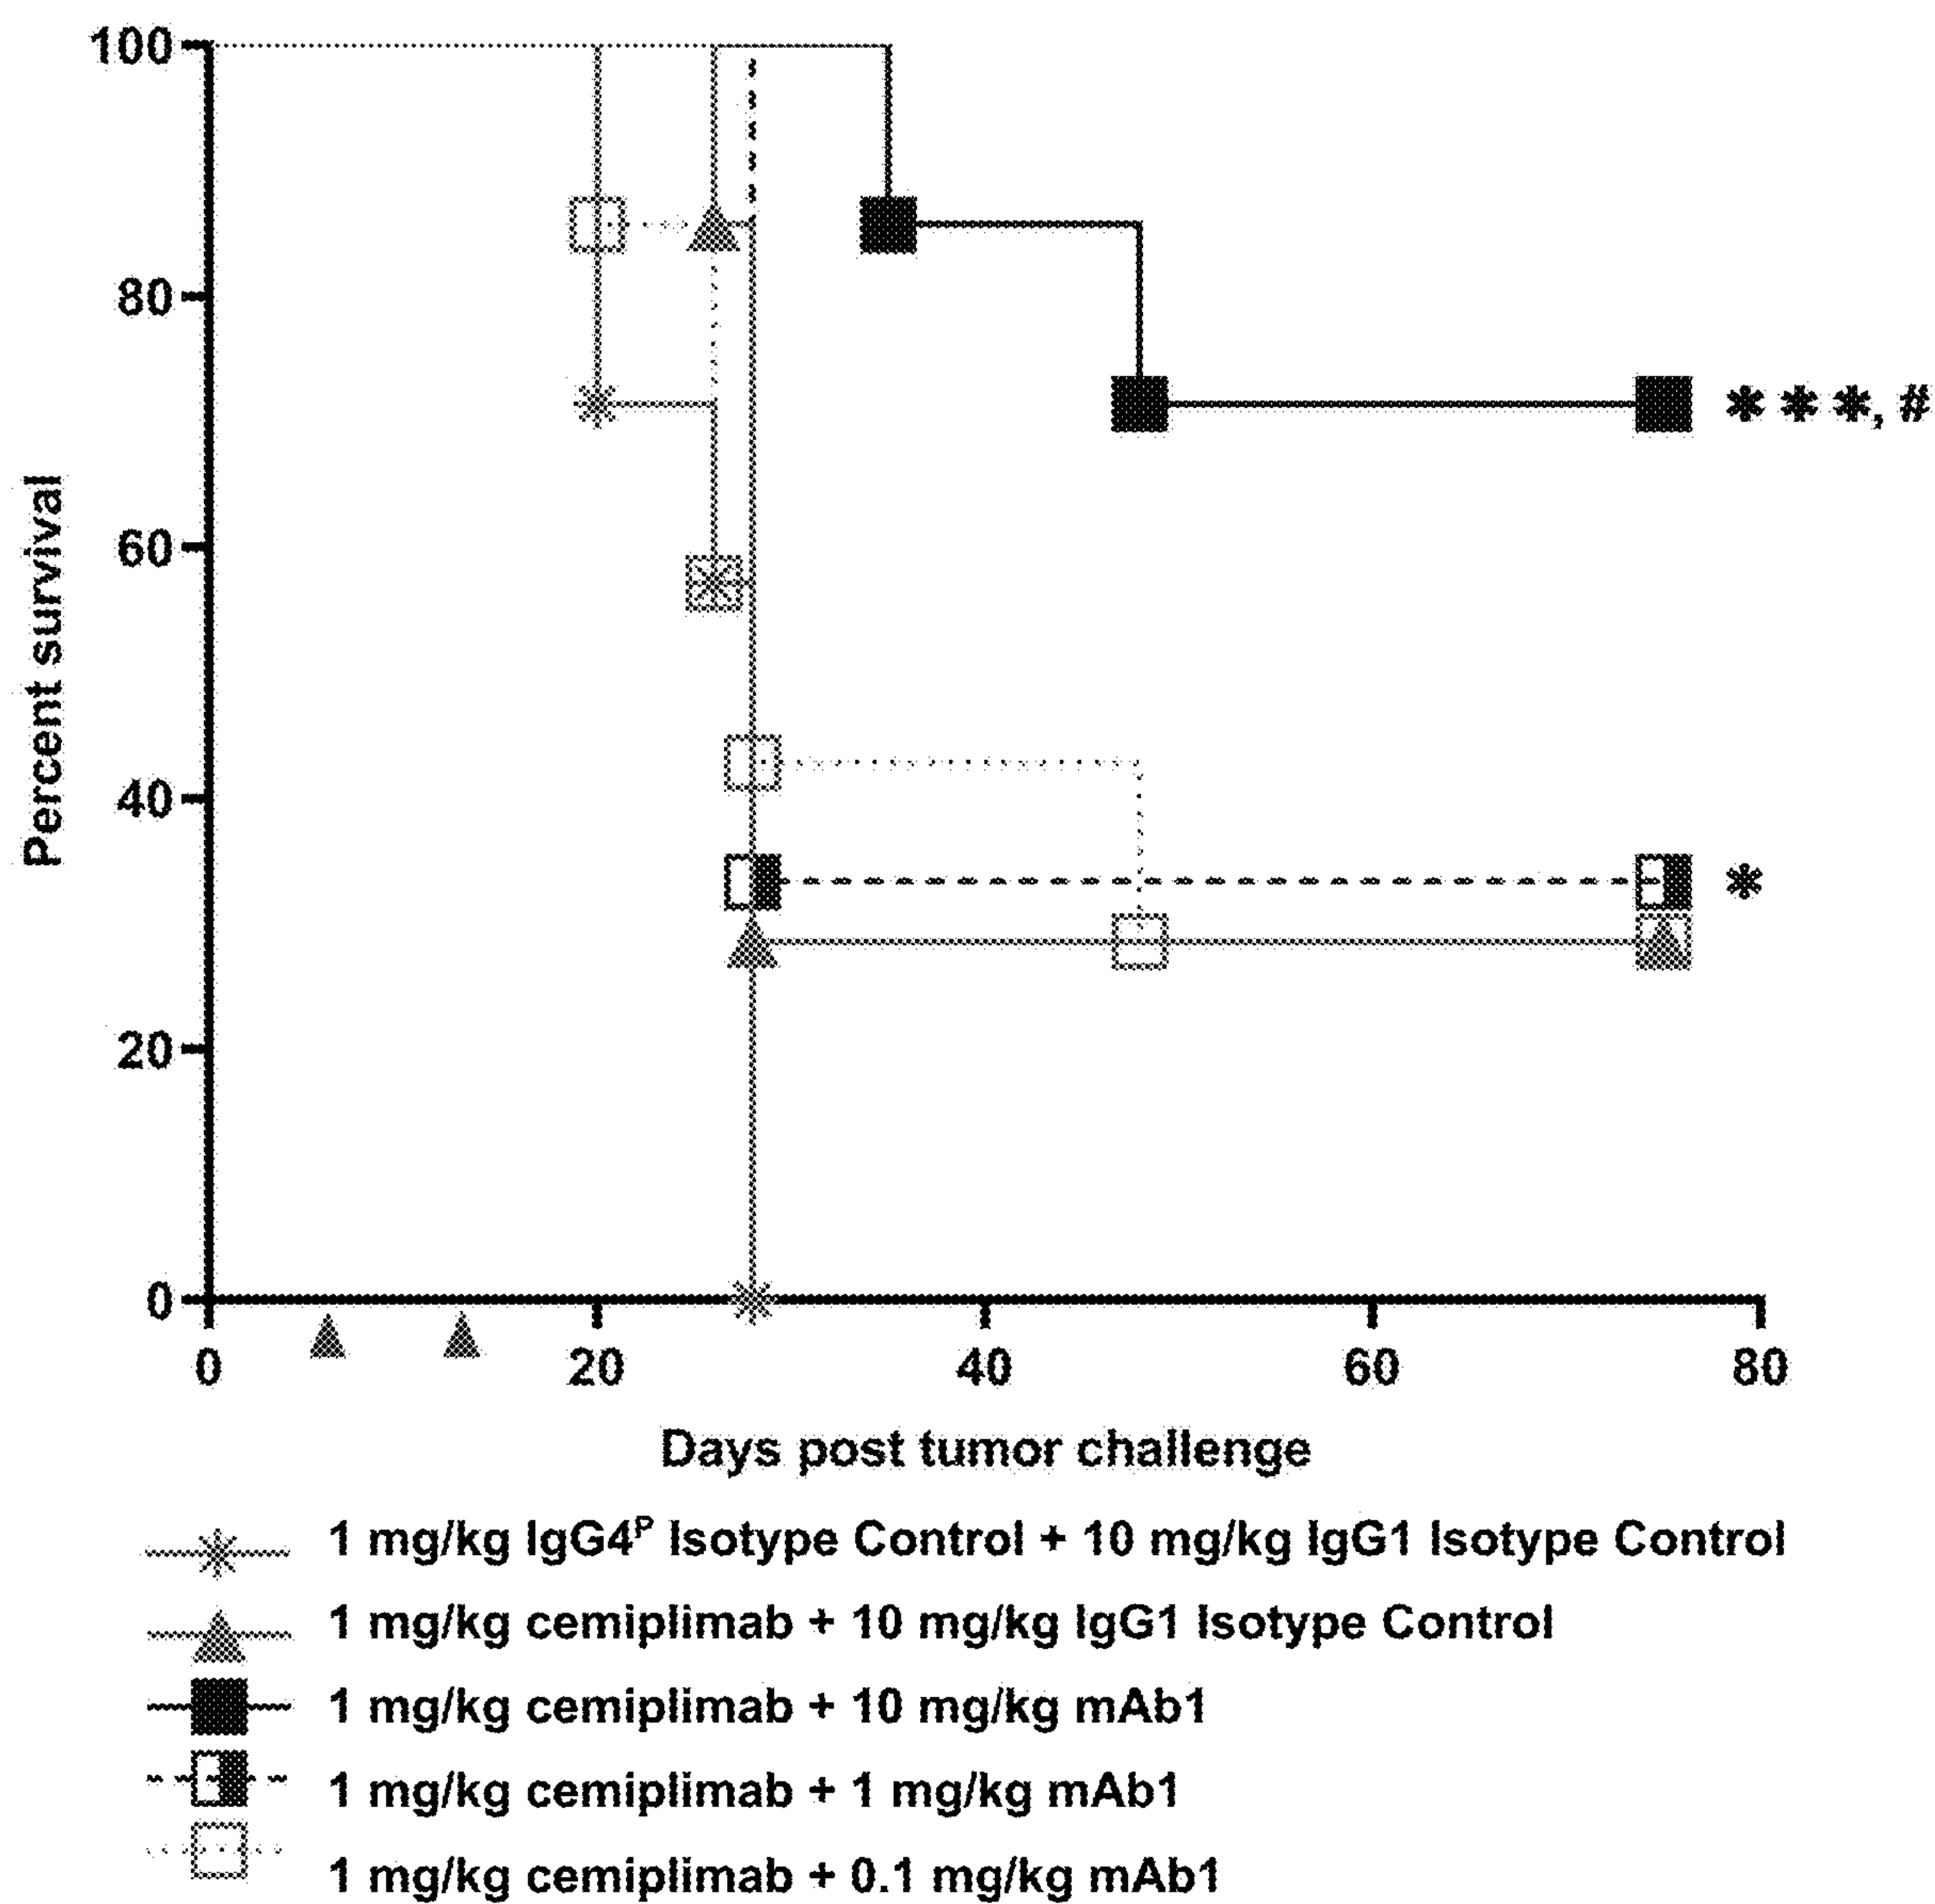 100
80
60
40
20
0
Percent survival
✱ ✱ ✱, #
✱
0 20 40 60 80
Days post tumor challenge
1 mg/kg IgG4ᴾ Isotype Control + 10 mg/kg IgG1 Isotype Control
1 mg/kg cemiplimab + 10 mg/kg IgG1 Isotype Control
1 mg/kg cemiplimab + 10 mg/kg mAb1
1 mg/kg cemiplimab + 1 mg/kg mAb1
1 mg/kg cemiplimab + 0.1 mg/kg mAb1